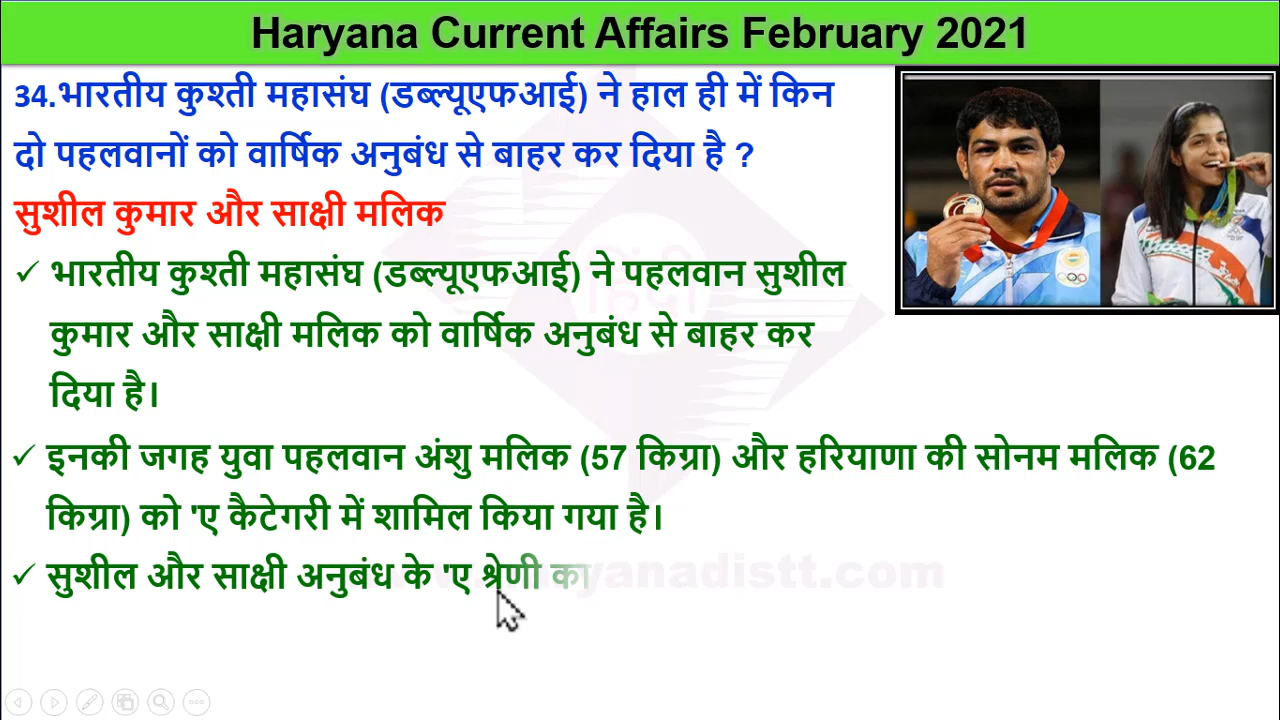 Haryana Current Affairs February 2021
34.भारतीय कुश्ती महासंघ (डब्ल्यूएफआई) ने हाल ही में किन
दो पहलवानों को वार्षिक अनुबंध से बाहर कर दिया है ?
सुशील कुमार और साक्षी मलिक
✓ भारतीय कुश्ती महासंघ (डब्ल्यूएफआई) ने पहलवान सुशील
कुमार और साक्षी मलिक को वार्षिक अनुबंध से बाहर कर
दिया है।
✓ इनकी जगह युवा पहलवान अंशु मलिक (57 किग्रा) और हरियाणा की सोनम मलिक (62
किग्रा) को 'ए कैटेगरी में शामिल किया गया है।
✓ सुशील और साक्षी अनुबंध के 'ए श्रेणी का
हिंदी